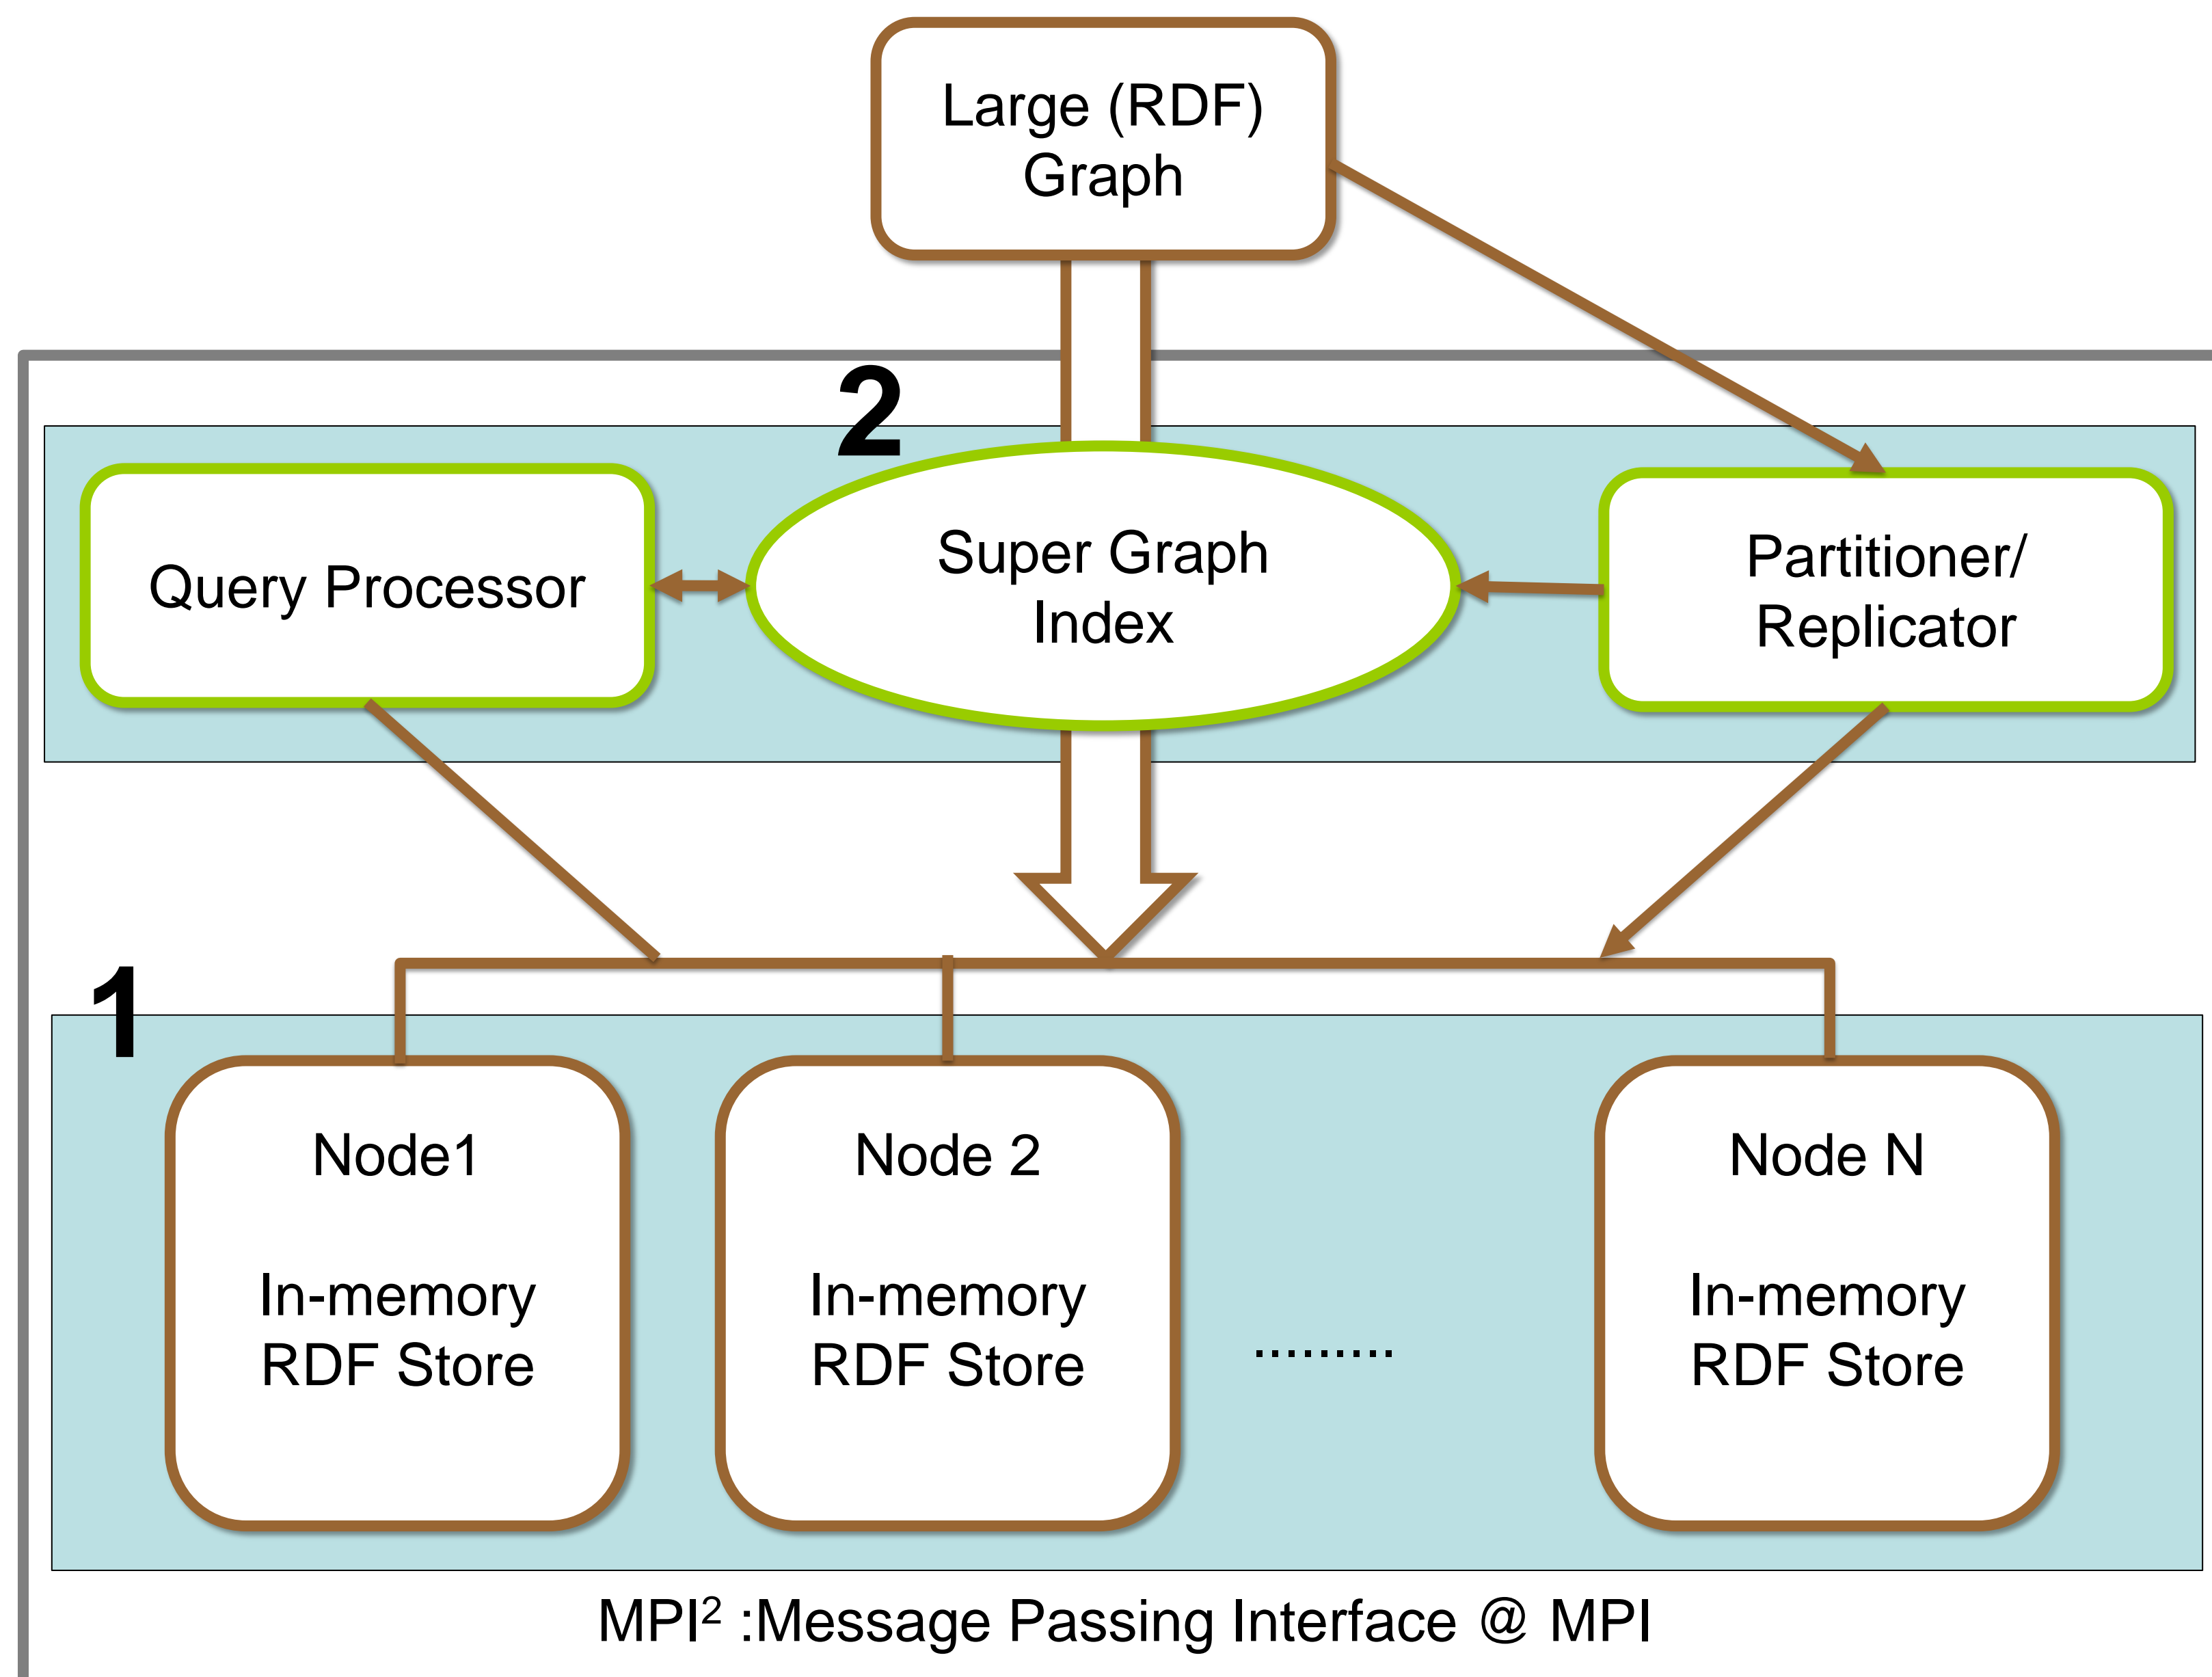 Large (RDF)
Graph
2
Query Processor
Super Graph
Index
Partitioner/
Replicator
1
Node1
In-memory
RDF Store
Node 2
In-memory
RDF Store
.........
Node N
In-memory
RDF Store
MPI² :Message Passing Interface @ MPI